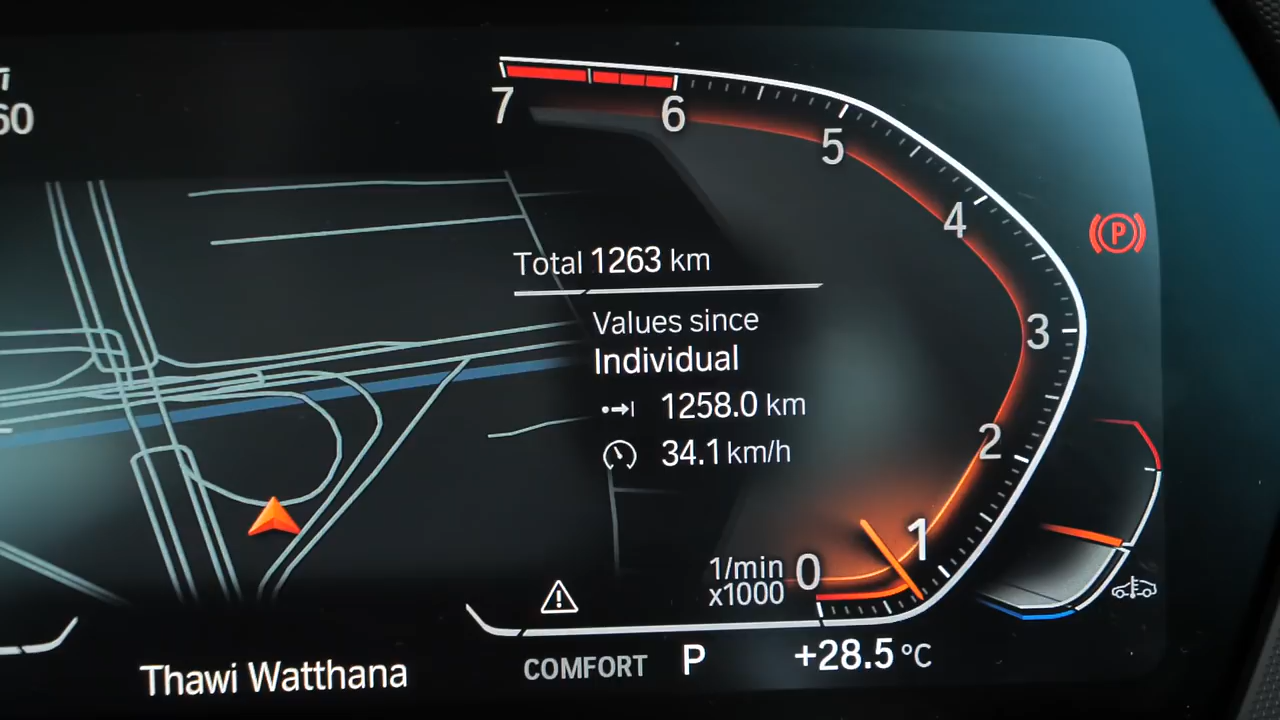 60
7
6
5
4
3
2
1
0
1/min
x1000
Total 1263 km
Values since
Individual
1258.0 km
34.1 km/h
P
Thawi Watthana
COMFORT P +28.5 °C